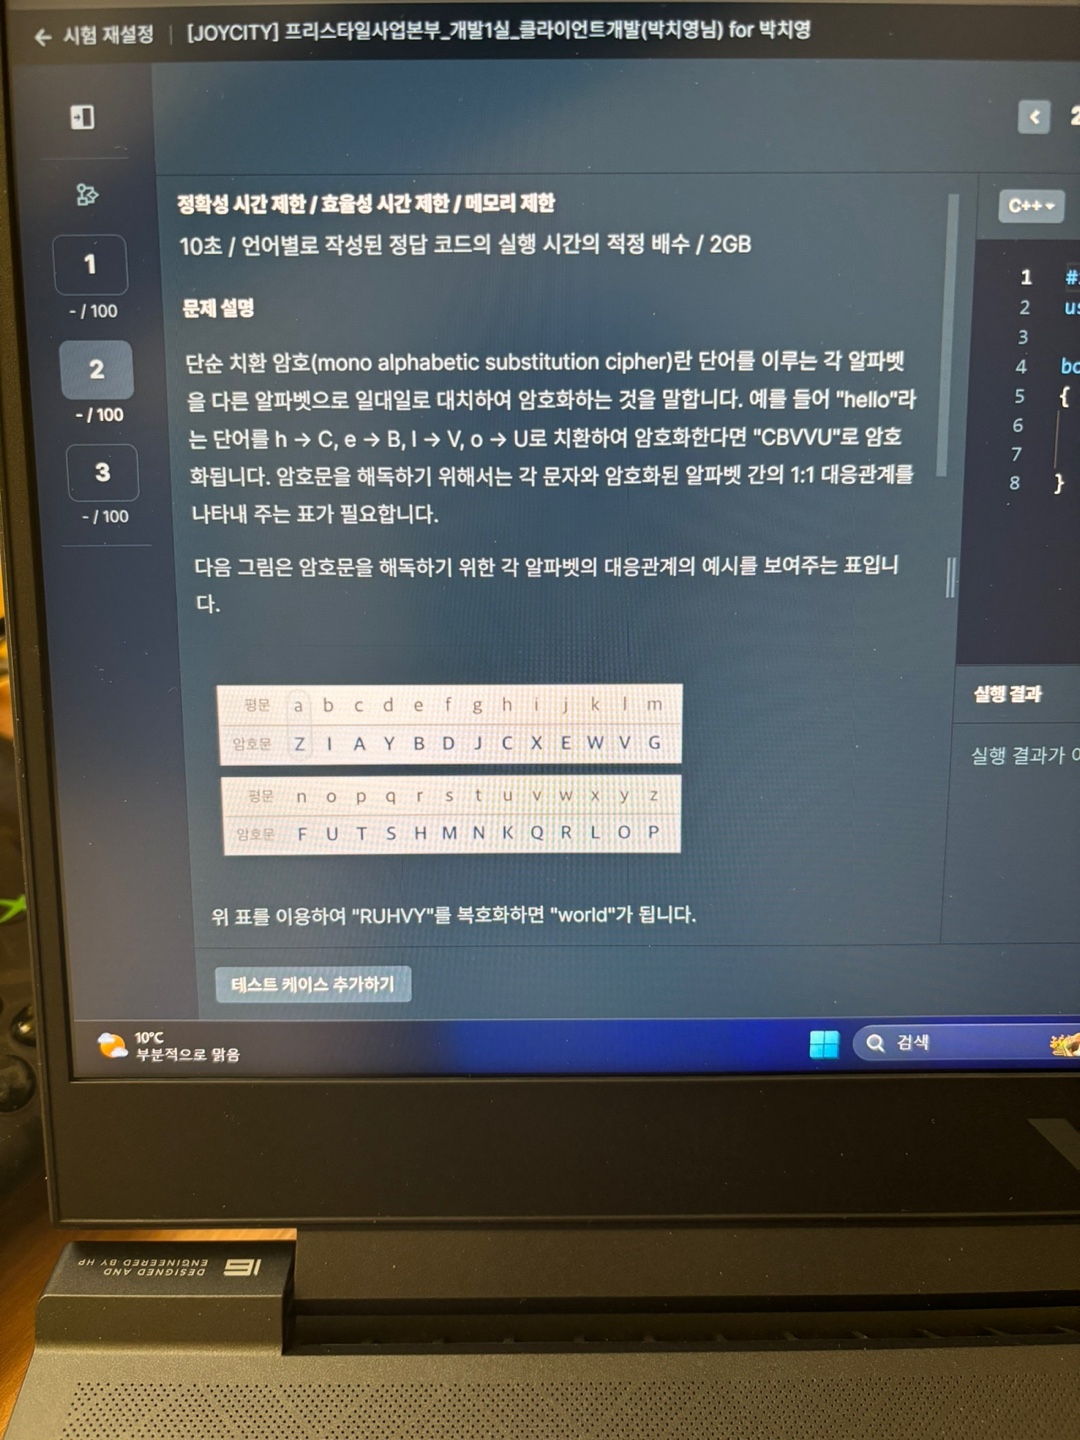 ← 시험 재설정 | [JOYCITY] 프리스타일사업본부_개발1실_클라이언트개발(박치영님) for 박치영
1
- / 100
2
- / 100
3
- / 100
정확성 시간 제한 / 효율성 시간 제한 / 메모리 제한
10초 / 언어별로 작성된 정답 코드의 실행 시간의 적정 배수 / 2GB
문제 설명
단순 치환 암호(mono alphabetic substitution cipher)란 단어를 이루는 각 알파벳
을 다른 알파벳으로 일대일로 대치하여 암호화하는 것을 말합니다. 예를 들어 "hello"라
는 단어를 h → C, e → B, l → V, o → U로 치환하여 암호화한다면 "CBVVU"로 암호
화됩니다. 암호문을 해독하기 위해서는 각 문자와 암호화된 알파벳 간의 1:1 대응관계를
나타내 주는 표가 필요합니다.
다음 그림은 암호문을 해독하기 위한 각 알파벳의 대응관계의 예시를 보여주는 표입니
다.
평문 a b c d e f g h i j k l m
암호문 Z I A Y B D J C X E W V G
평문 n o p q r s t u v w x y z
암호문 F U T S H M N K Q R L O P
위 표를 이용하여 "RUHVY"를 복호화하면 "world"가 됩니다.
테스트 케이스 추가하기
<
2
C++
1 #
2 us
3
4 bo
5 {
6
7
8 }
실행 결과
실행 결과가
10°C
부분적으로 맑음
검색
DESIGNED AND
ENGINEERED BY HP